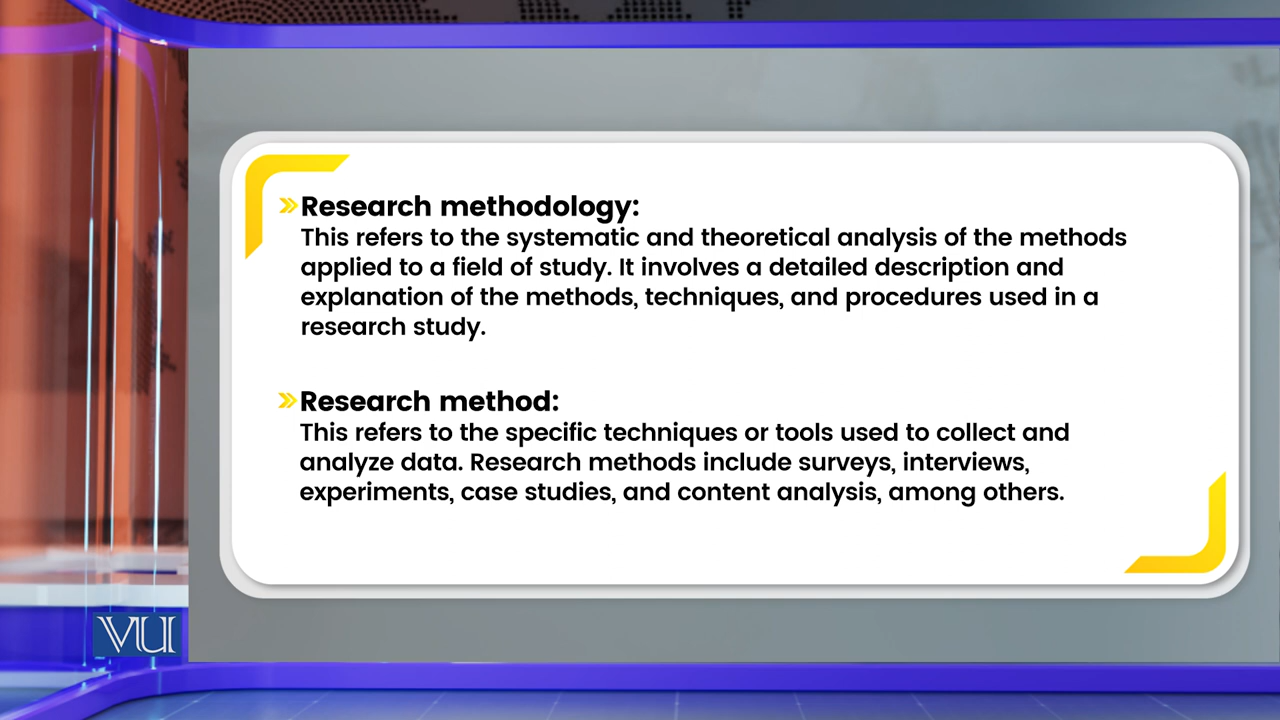 Research methodology:
This refers to the systematic and theoretical analysis of the methods
applied to a field of study. It involves a detailed description and
explanation of the methods, techniques, and procedures used in a
research study.
Research method:
This refers to the specific techniques or tools used to collect and
analyze data. Research methods include surveys, interviews,
experiments, case studies, and content analysis, among others.
VU